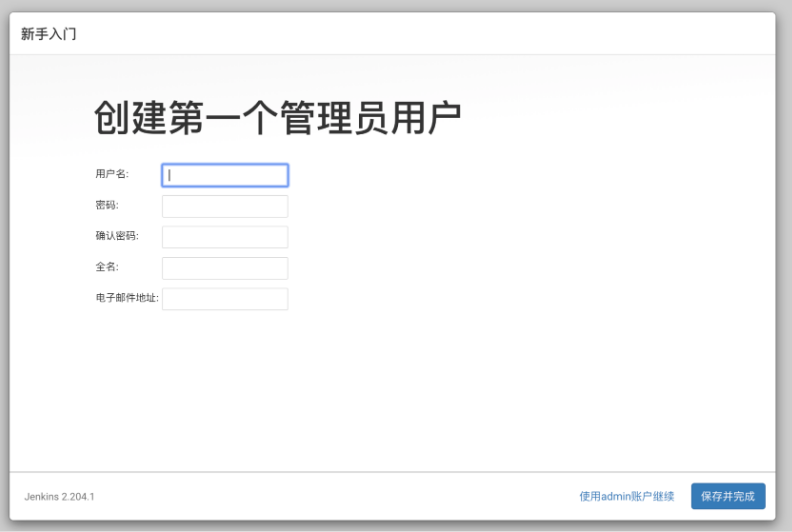 新手入门
创建第一个管理员用户
用户名:
密码:
确认密码:
全名:
电子邮件地址:
Jenkins 2.204.1 使用admin账户继续 保存并完成